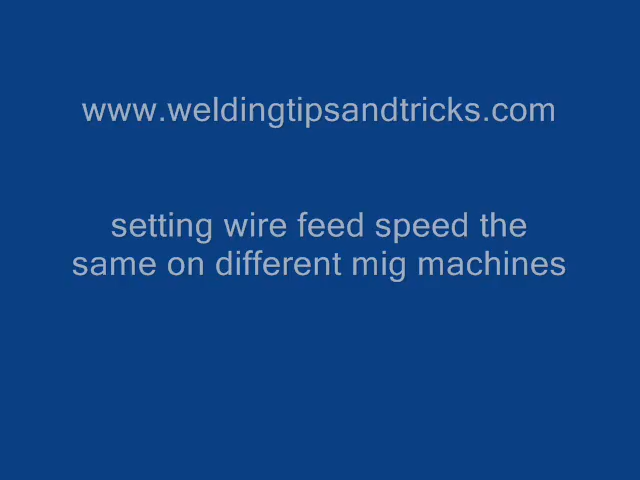 www.weldingtipsandtricks.com
setting wire feed speed the
same on different mig machines